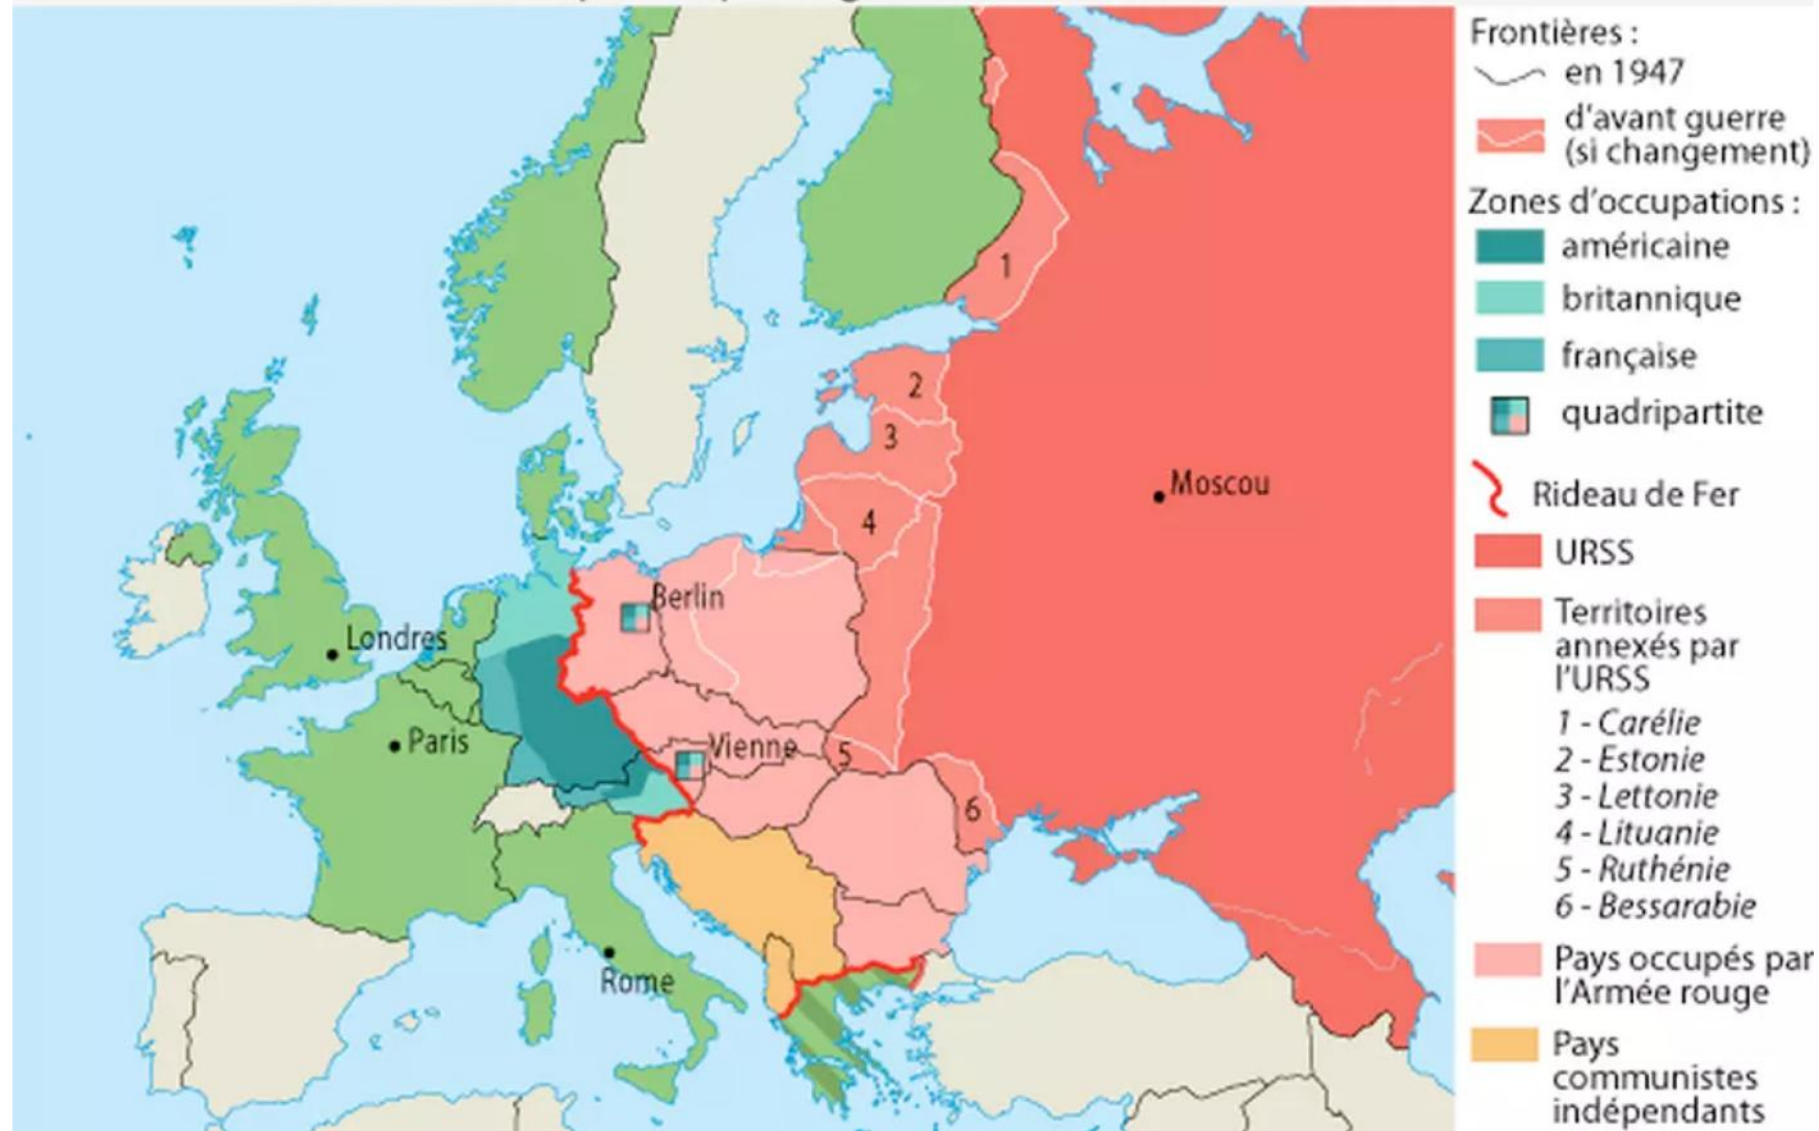 Frontières :
en 1947
d'avant guerre
(si changement)
Zones d'occupations :
américaine
britannique
française
quadripartite
Rideau de Fer
URSS
Territoires
annexés par
l'URSS
1 - Carélie
2 - Estonie
3 - Lettonie
4 - Lituanie
5 - Ruthénie
6 - Bessarabie
Pays occupés par
l'Armée rouge
Pays
communistes
indépendants
1
2
3
Moscou
4
Berlin
Londres
Paris
Vienne
5
6
Rome